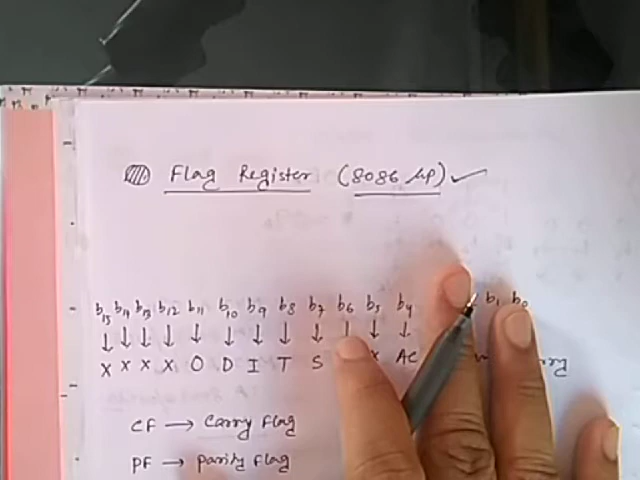 Flag Register (8086 μp)
b15 b14 b13 b12 b11 b10 b9 b8 b7 b6 b5 b4 b1 b0
X X X X O D I T S X AC
CF → Carry Flag
PF → Parity Flag